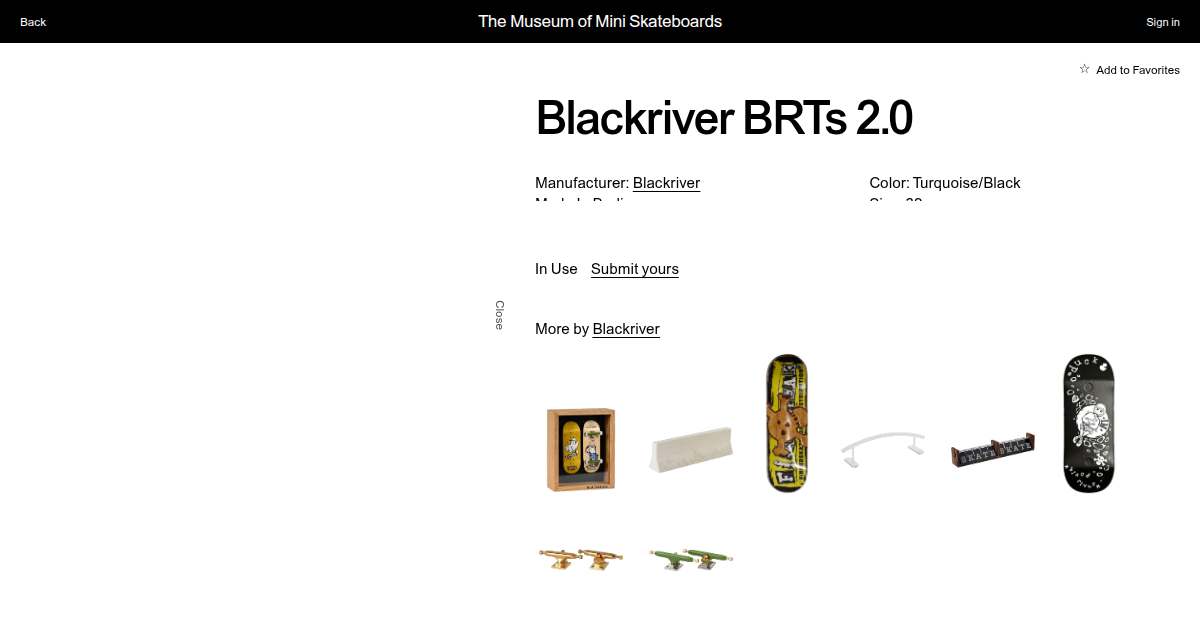 Back
The Museum of Mini Skateboards
Sign in
☆ Add to Favorites
Blackriver BRTs 2.0
Manufacturer: Blackriver
Color: Turquoise/Black
In Use Submit yours
Close
More by Blackriver